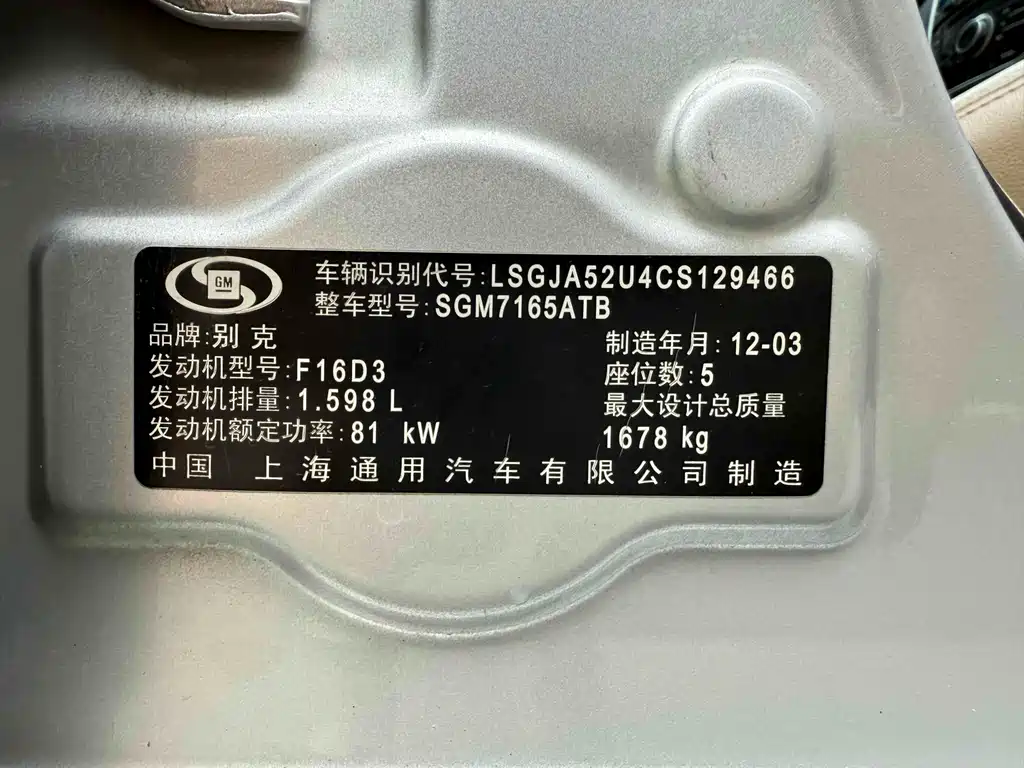 GM
车辆识别代号:LSGJA52U4CS129466
整车型号:SGM7165ATB
品牌:别克
制造年月:12-03
发动机型号:F16D3
座位数:5
发动机排量:1.598 L
最大设计总质量
发动机额定功率:81 kW
1678 kg
中国 上海通用汽车有限公司制造